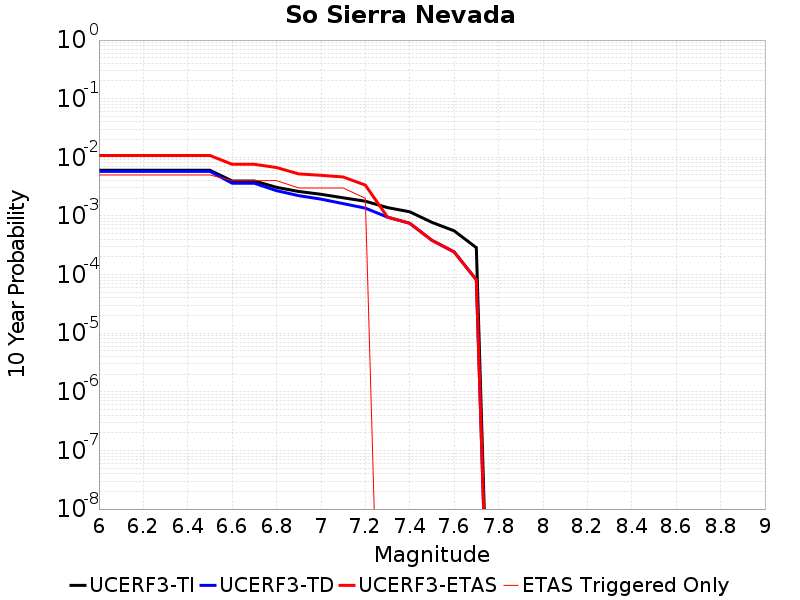 So Sierra Nevada
10 Year Probability
10^0
10^-1
10^-2
10^-3
10^-4
10^-5
10^-6
10^-7
10^-8
6 6.2 6.4 6.6 6.8 7 7.2 7.4 7.6 7.8 8 8.2 8.4 8.6 8.8 9
Magnitude
UCERF3-TI UCERF3-TD UCERF3-ETAS ETAS Triggered Only